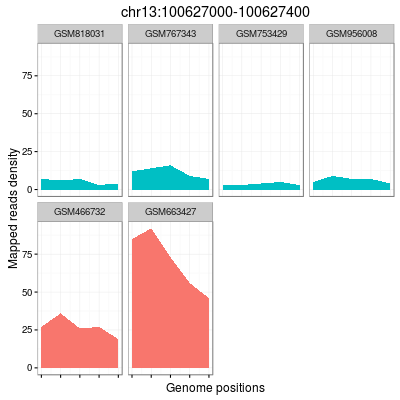 chr13:100627000-100627400
GSM818031 GSM767343 GSM753429 GSM956008
75
50
25
0
Mapped reads density
GSM466732 GSM663427
75
50
25
0
Genome positions